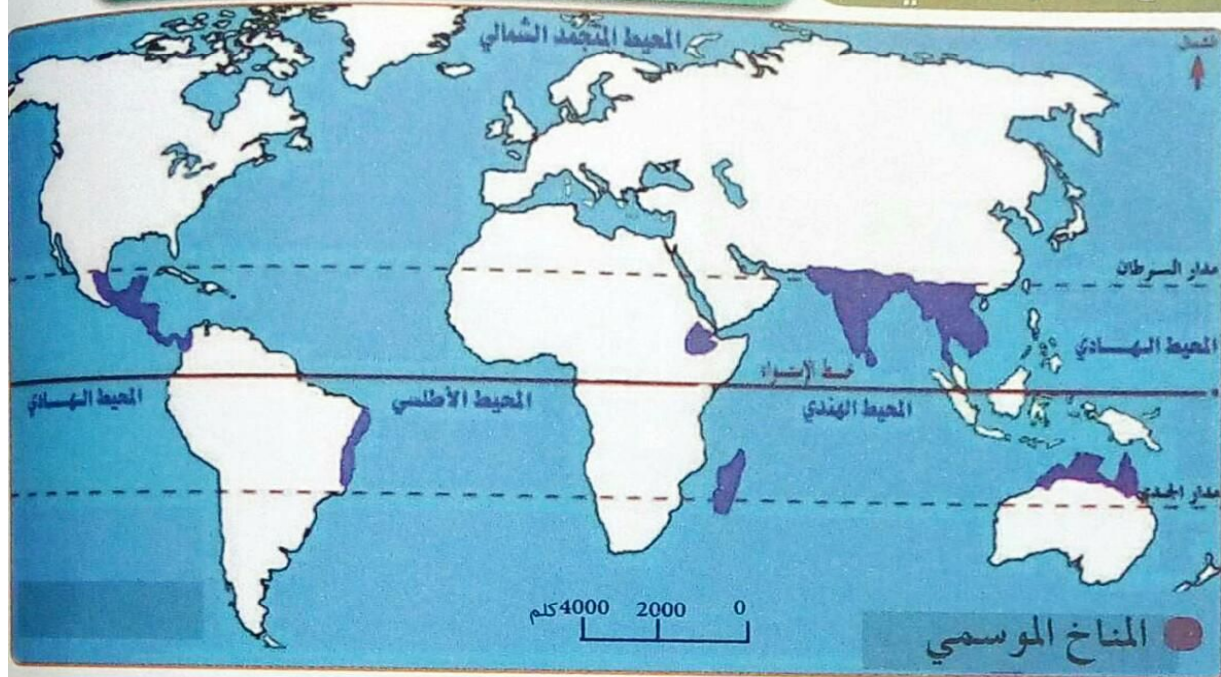 المحيط المتجمد الشمالي
الشمال
مدار السرطان
المحيط الهادي
خط الإستواء
المحيط الهادي
المحيط الأطلسي
المحيط الهندي
مدار الجدي
0 2000 4000كلم
المناخ الموسمي